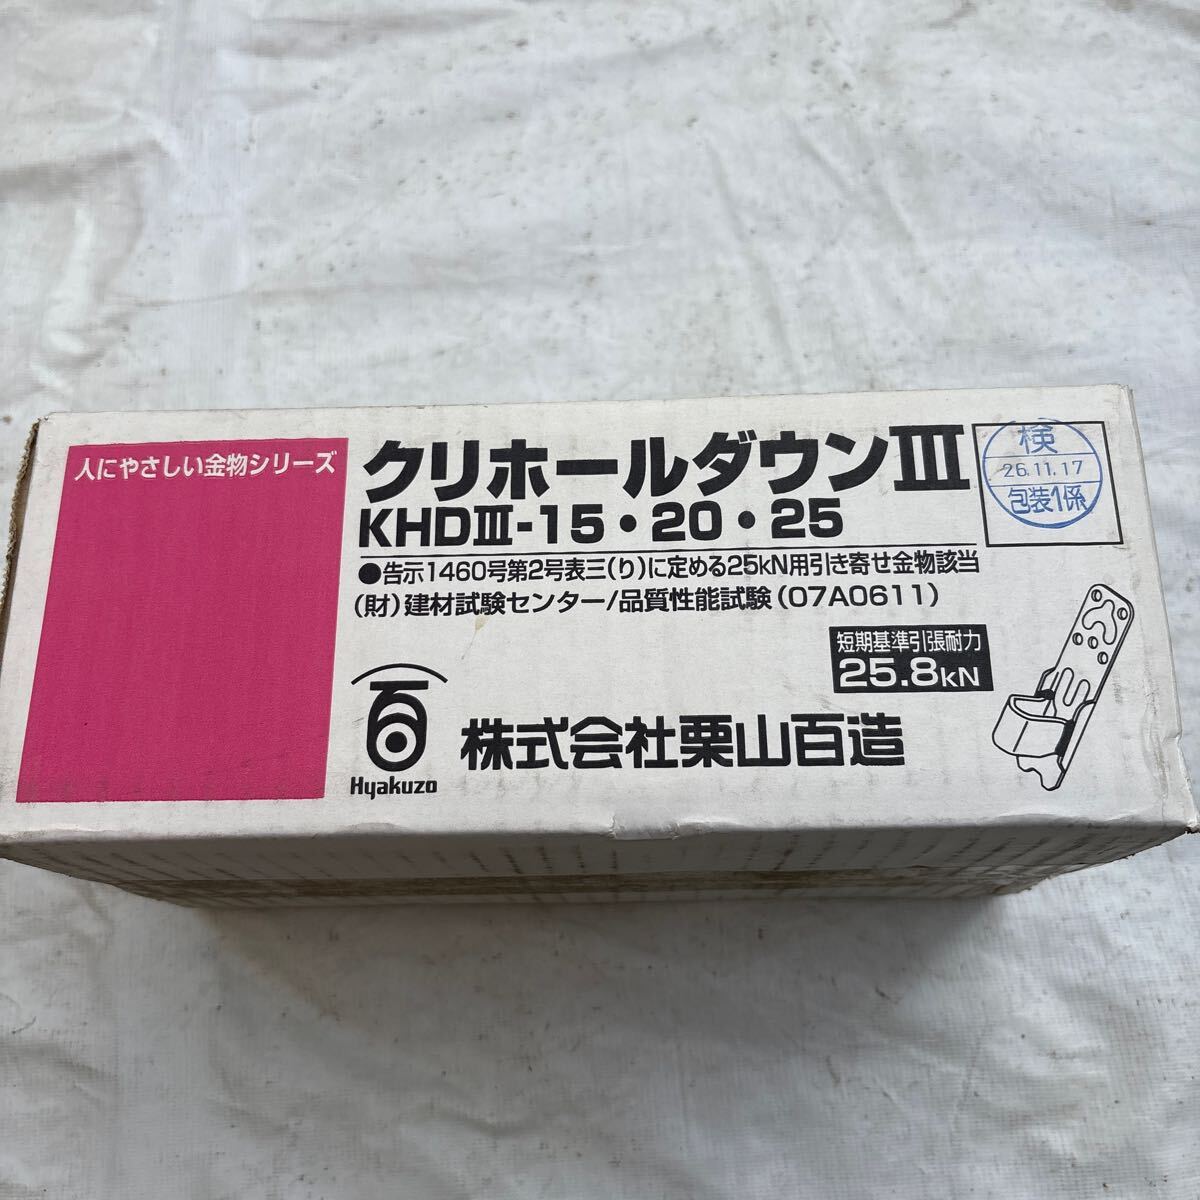 人にやさしい金物シリーズ
クリホールダウンIII
KHDIII-15・20・25
●告示1460号第2号表三(り)に定める25kN用引き寄せ金物該当
(財)建材試験センター/品質性能試験(07A0611)
短期基準引張耐力
25.8kN
百
Hyakuzo
株式会社栗山百造
検
26.11.17
包装1係